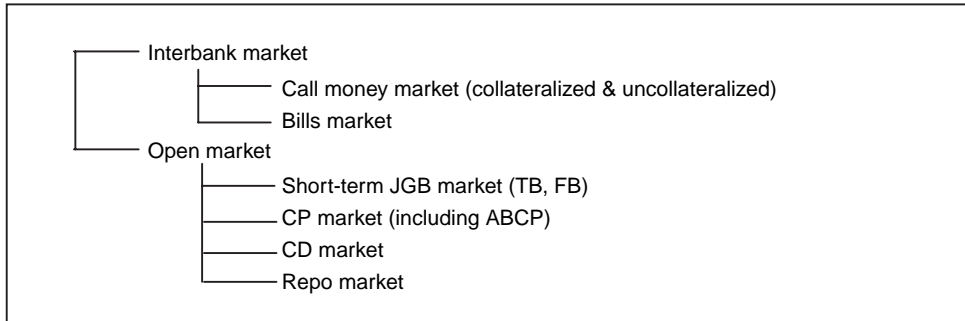 Interbank market
Call money market (collateralized & uncollateralized)
Bills market
Open market
Short-term JGB market (TB, FB)
CP market (including ABCP)
CD market
Repo market